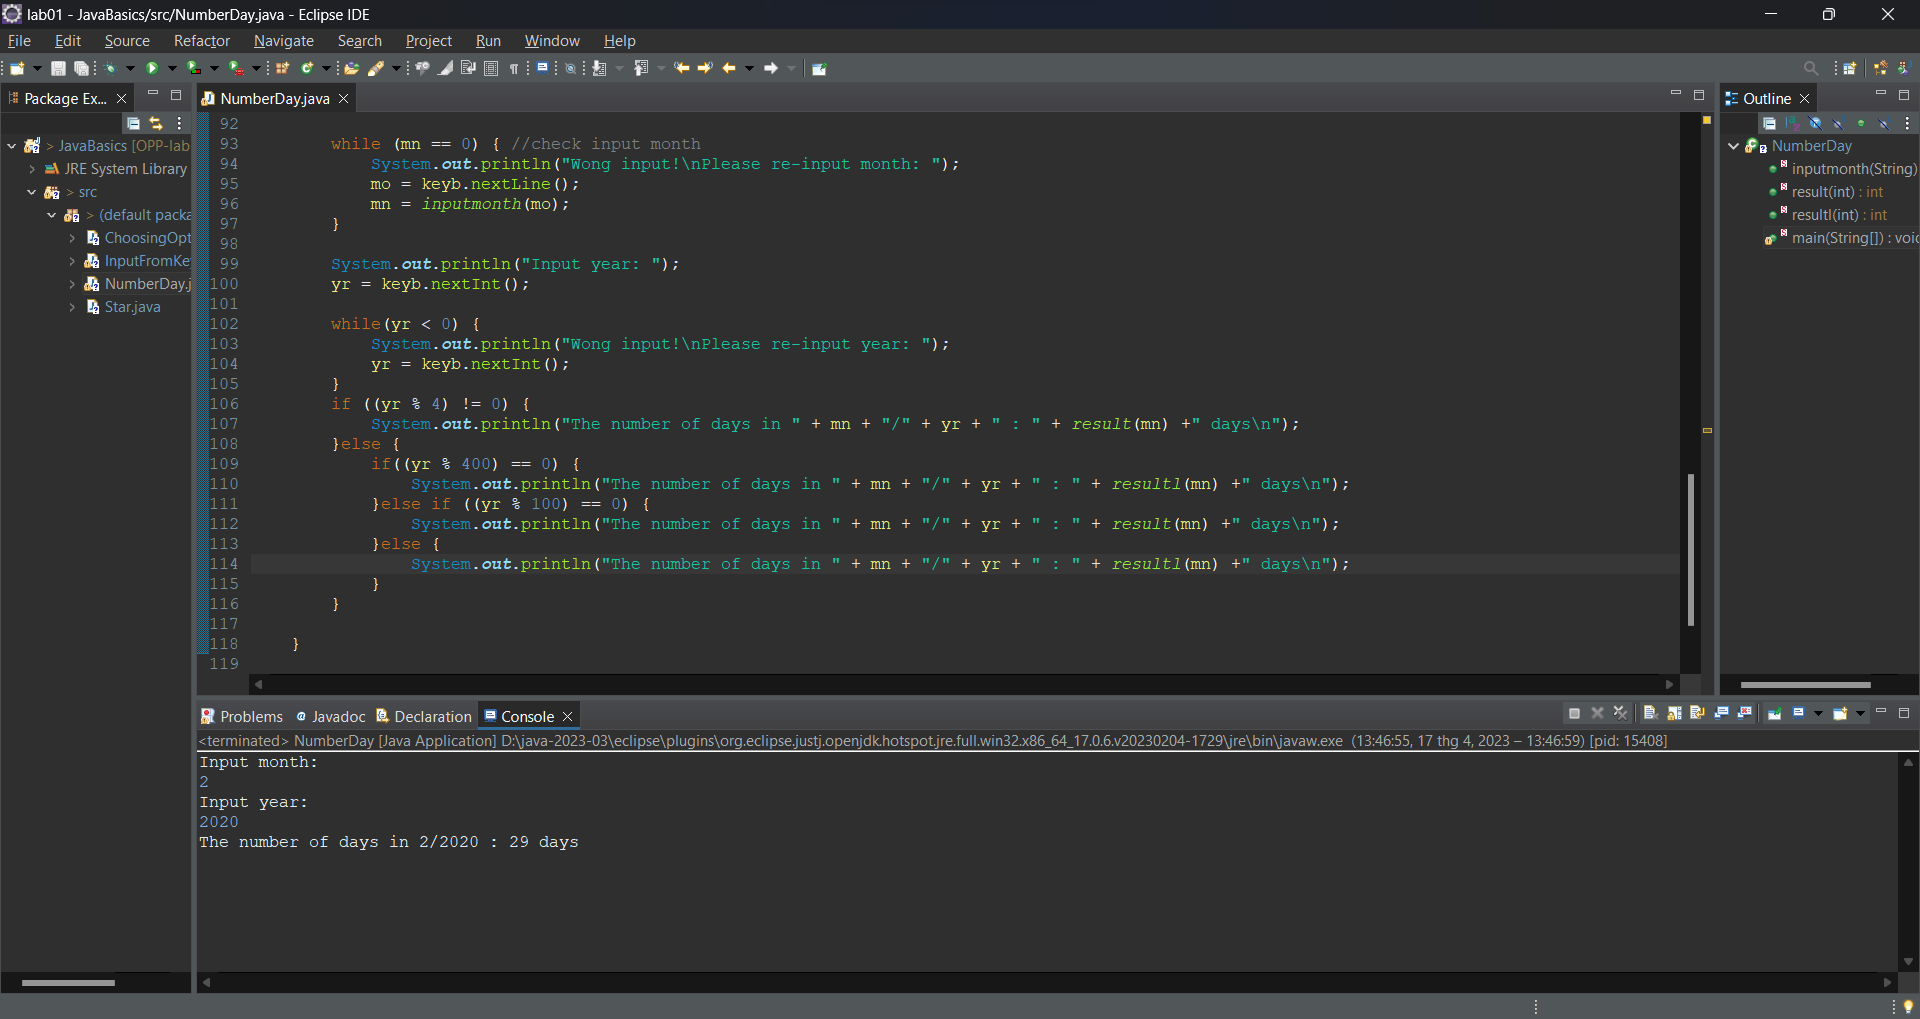 lab01 - JavaBasics/src/NumberDay.java - Eclipse IDE
File Edit Source Refactor Navigate Search Project Run Window Help
Package Ex...
> JavaBasics [OPP-lab
JRE System Library
> src
> (default packa
ChoosingOpt
InputFromKe
NumberDay.j
Star.java
NumberDay.java
92
93 while (mn == 0) { //check input month
94 System.out.println("Wong input!\nPlease re-input month: ");
95 mo = keyb.nextLine();
96 mn = inputmonth(mo);
97 }
98
99 System.out.println("Input year: ");
100 yr = keyb.nextInt();
101
102 while(yr < 0) {
103 System.out.println("Wong input!\nPlease re-input year: ");
104 yr = keyb.nextInt();
105 }
106 if ((yr % 4) != 0) {
107 System.out.println("The number of days in " + mn + "/" + yr + " : " + result(mn) +" days\n");
108 }else {
109 if((yr % 400) == 0) {
110 System.out.println("The number of days in " + mn + "/" + yr + " : " + resultl(mn) +" days\n");
111 }else if ((yr % 100) == 0) {
112 System.out.println("The number of days in " + mn + "/" + yr + " : " + result(mn) +" days\n");
113 }else {
114 System.out.println("The number of days in " + mn + "/" + yr + " : " + resultl(mn) +" days\n");
115 }
116 }
117
118 }
119
Outline
NumberDay
inputmonth(String)
result(int) : int
resultl(int) : int
main(String[]) : voic
Problems Javadoc Declaration Console
<terminated> NumberDay [Java Application] D:\java-2023-03\eclipse\plugins\org.eclipse.justj.openjdk.hotspot.jre.full.win32.x86_64_17.0.6.v20230204-1729\jre\bin\javaw.exe (13:46:55, 17 thg 4, 2023 – 13:46:59) [pid: 15408]
Input month:
2
Input year:
2020
The number of days in 2/2020 : 29 days